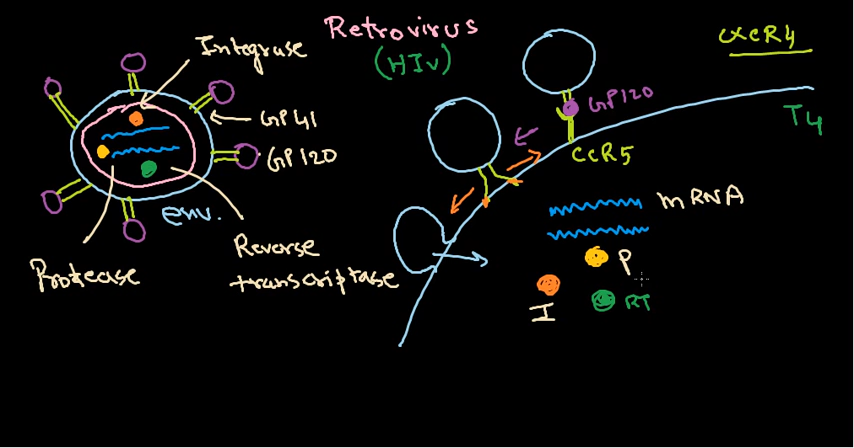 Retrovirus
(HIV)
CXCR4
Integrase
GP41
GP120
env.
Protease
Reverse
transcriptase
GP120
CCR5
T4
mRNA
P
I
RT